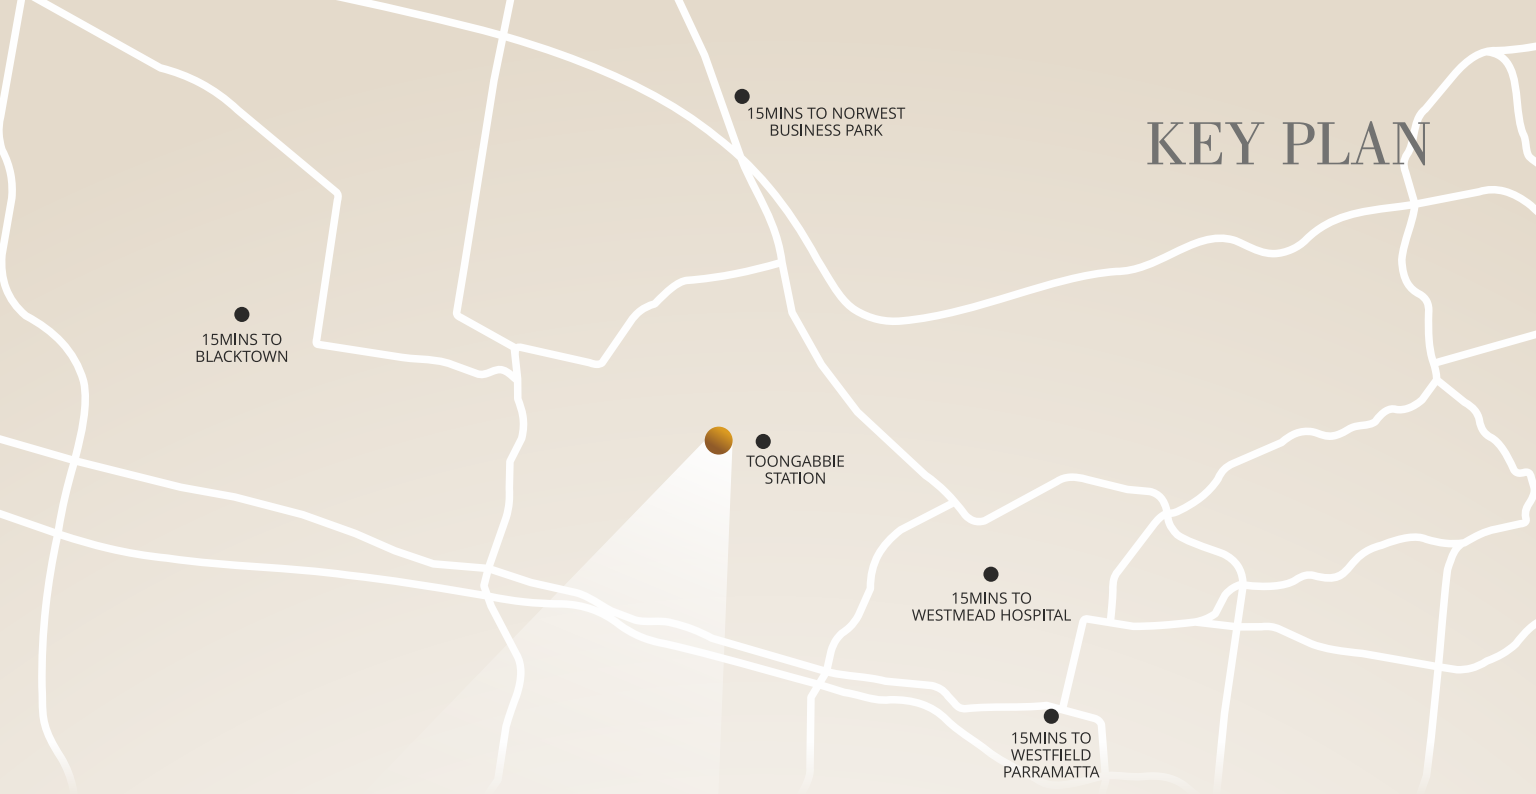 15MINS TO NORWEST
BUSINESS PARK
KEY PLAN
15MINS TO
BLACKTOWN
TOONGABBIE
STATION
15MINS TO
WESTMEAD HOSPITAL
15MINS TO
WESTFIELD
PARRAMATTA